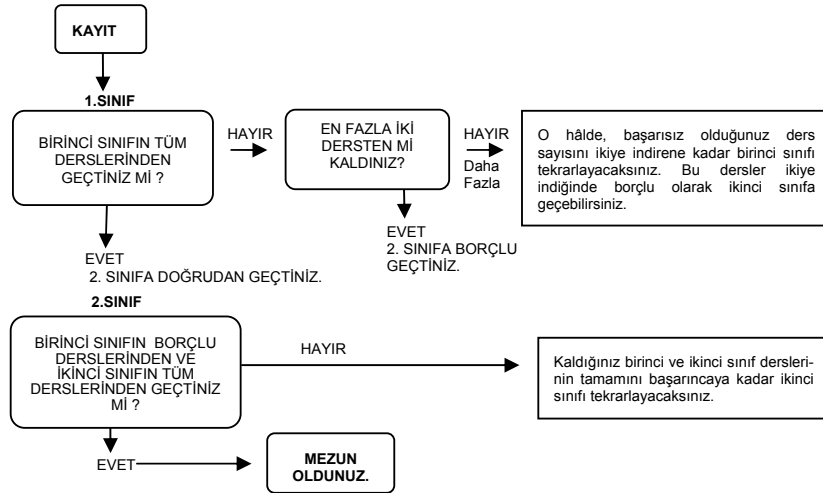 KAYIT
1.SINIF
BİRİNCİ SINIFIN TÜM
DERSLERİNDEN
GEÇTİNİZ Mİ ?
HAYIR
EN FAZLA İKİ
DERSTEN Mİ
KALDINIZ?
HAYIR
Daha
Fazla
O hâlde, başarısız olduğunuz ders
sayısını ikiye indirene kadar birinci sınıfı
tekrarlayacaksınız. Bu dersler ikiye
indiğinde borçlu olarak ikinci sınıfa
geçebilirsiniz.
EVET
2. SINIFA DOĞRUDAN GEÇTİNİZ.
EVET
2. SINIFA BORÇLU
GEÇTİNİZ.
2.SINIF
BİRİNCİ SINIFIN BORÇLU
DERSLERİNDEN VE
İKİNCİ SINIFIN TÜM
DERSLERİNDEN GEÇTİNİZ
Mİ ?
HAYIR
Kaldığınız birinci ve ikinci sınıf dersleri-
nin tamamını başarıncaya kadar ikinci
sınıfı tekrarlayacaksınız.
EVET
MEZUN
OLDUNUZ.